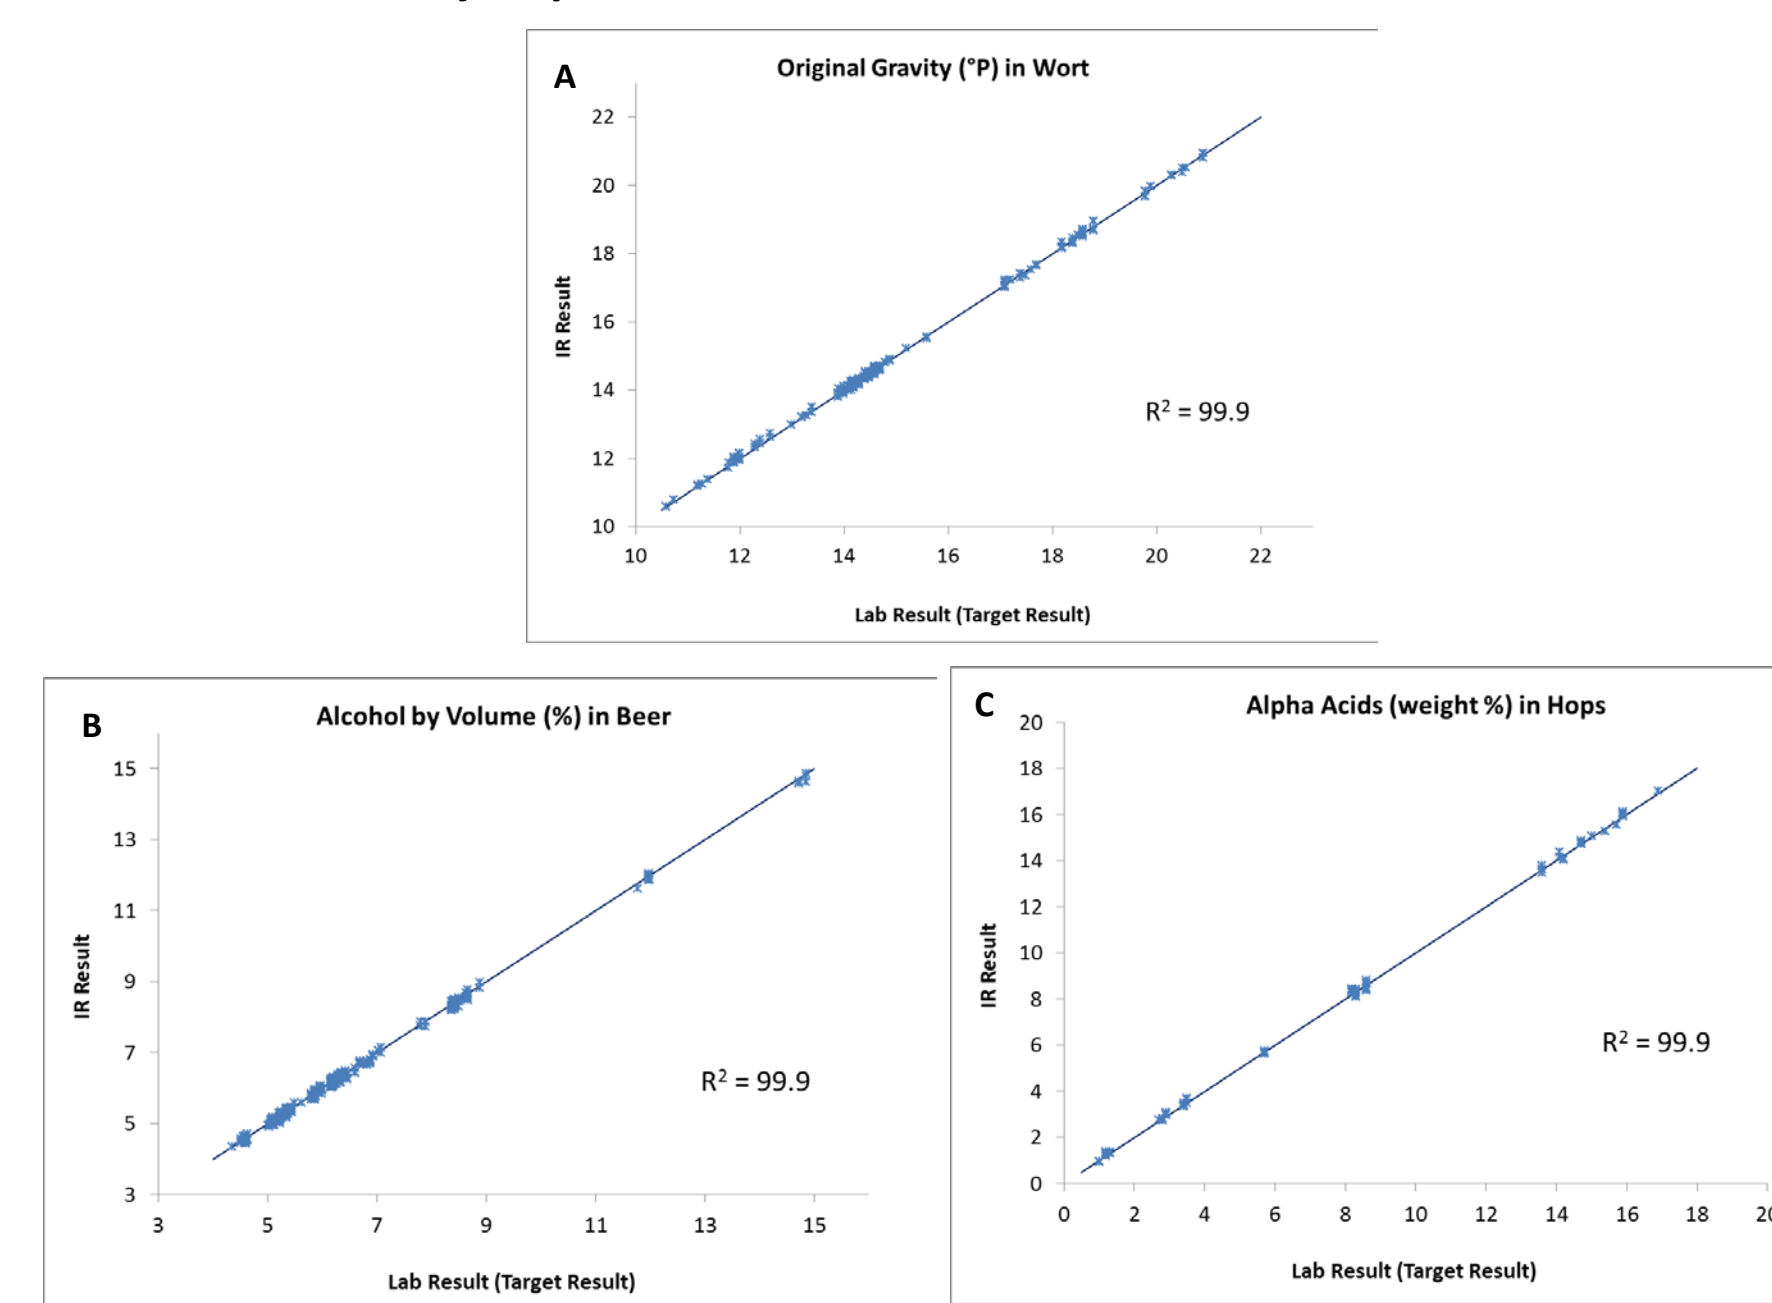 A
Original Gravity (°P) in Wort
22
20
18
16
14
12
10
IR Result
R² = 99.9
10 12 14 16 18 20 22
Lab Result (Target Result)
B
Alcohol by Volume (%) in Beer
15
13
11
9
7
5
3
IR Result
R² = 99.9
3 5 7 9 11 13 15
Lab Result (Target Result)
C
Alpha Acids (weight %) in Hops
20
18
16
14
12
10
8
6
4
2
0
IR Result
R² = 99.9
0 2 4 6 8 10 12 14 16 18 20
Lab Result (Target Result)